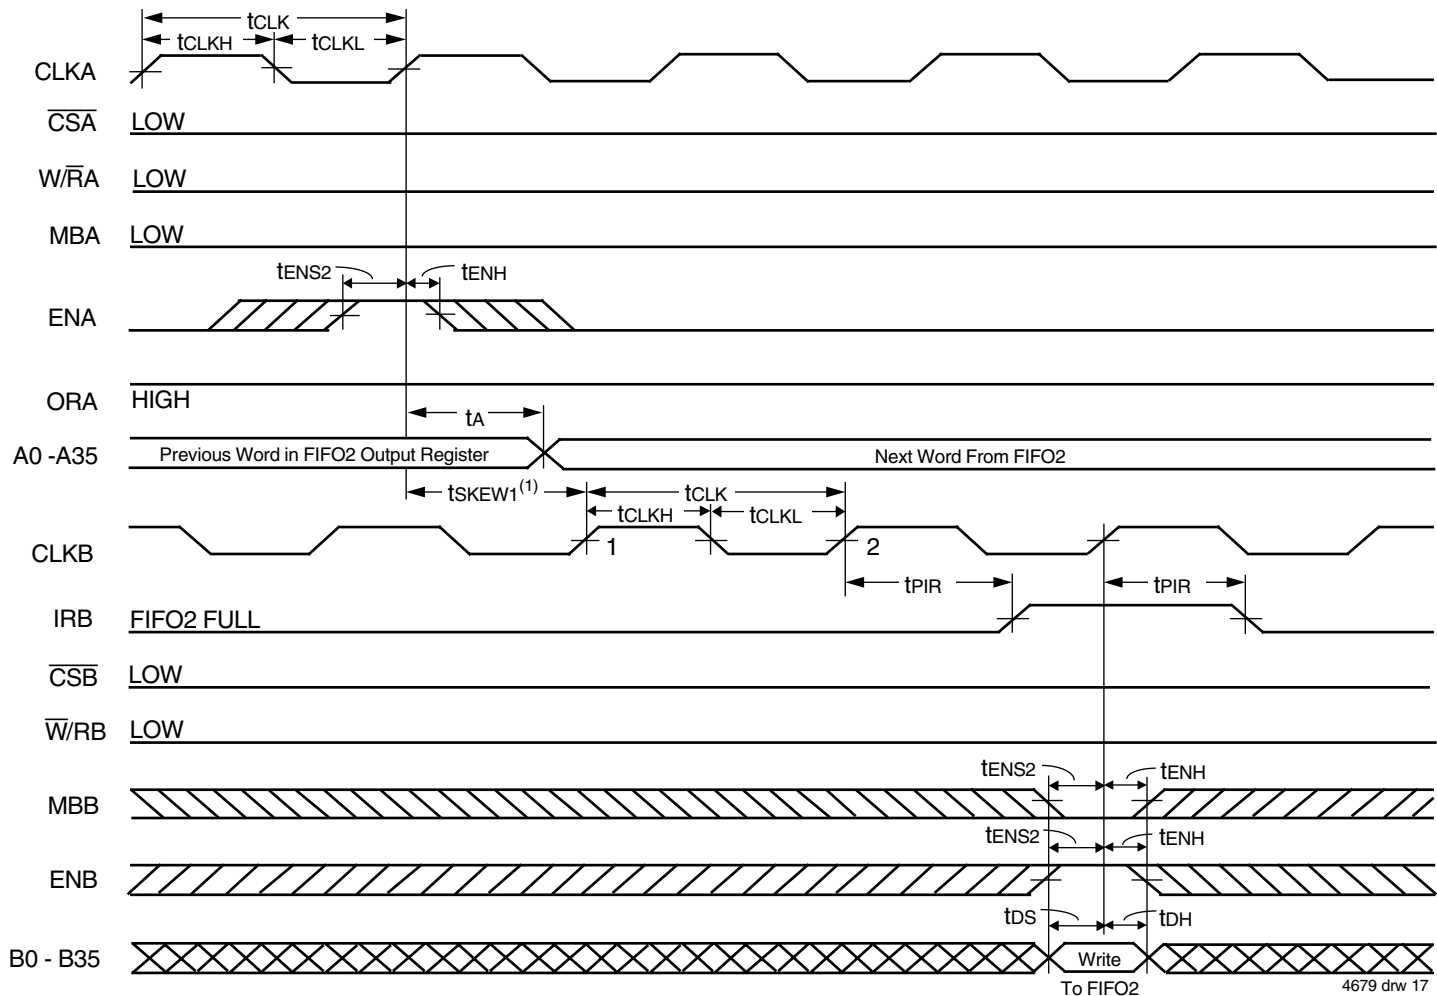 tCLK
tCLKH tCLKL
CLKA
CSA LOW
W/RA LOW
MBA LOW
tENS2 tENH
ENA
ORA HIGH
tA
A0 -A35 Previous Word in FIFO2 Output Register Next Word From FIFO2
tSKEW1(1) tCLK
tCLKH tCLKL
CLKB 1 2
tPIR tPIR
IRB FIFO2 FULL
CSB LOW
W/RB LOW
tENS2 tENH
MBB
tENS2 tENH
ENB
tDS tDH
B0 - B35 Write
To FIFO2
4679 drw 17